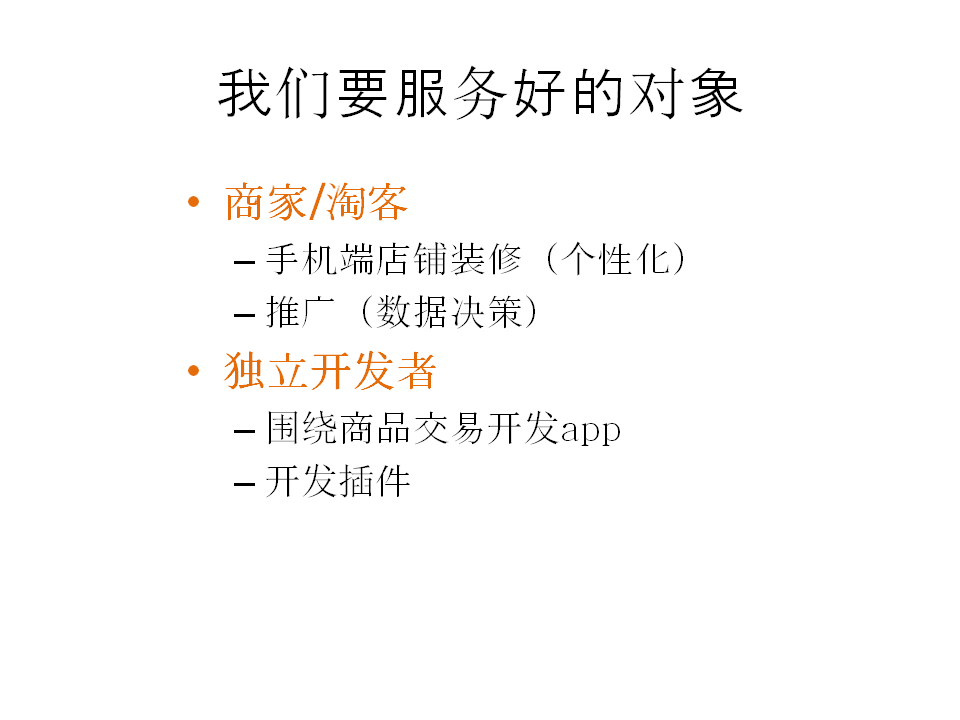 我们要服务好的对象
• 商家/淘客
– 手机端店铺装修（个性化）
– 推广（数据决策）
• 独立开发者
– 围绕商品交易开发app
– 开发插件